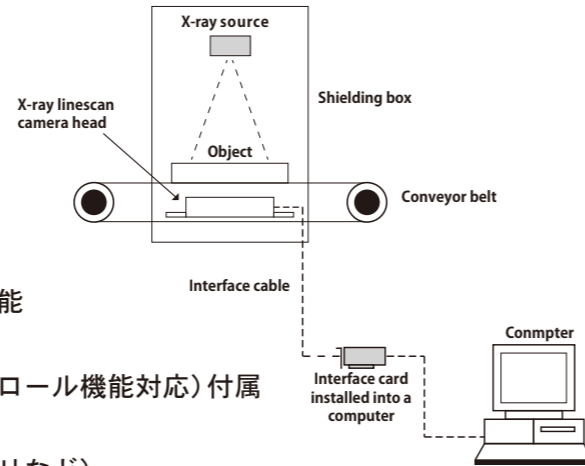 X-ray source
X-ray linescan
camera head
Shielding box
Object
Conveyor belt
Interface cable
能
Conmpter
Interface card
installed into a
computer
ロール機能対応）付属